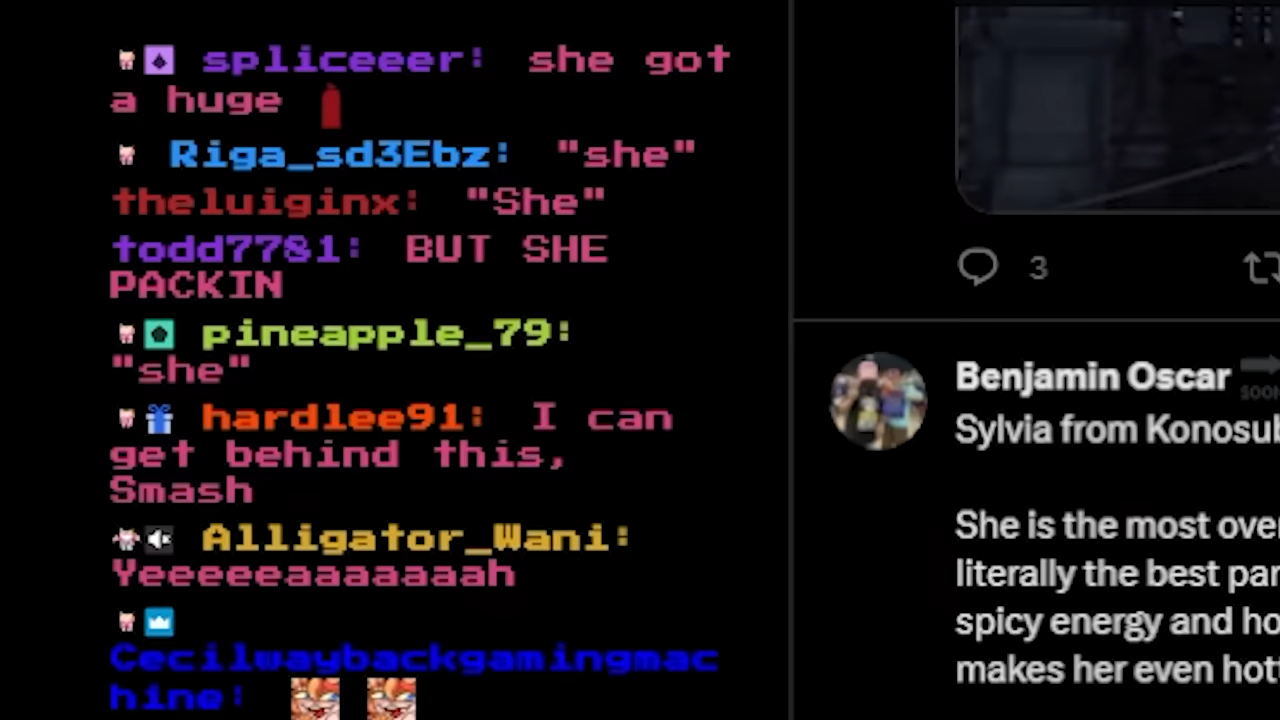 spliceeer: she got
a huge
Riga_sd3Ebz: "she"
theluiginx: "She"
todd7781: BUT SHE
PACKIN
pineapple_79:
"she"
hardlee91: I can
get behind this,
Smash
Alligator_Wani:
Yeeeeeaaaaaaaah
Cecilwaybackgamingmac
hine:
3
Benjamin Oscar
Sylvia from Konosub
She is the most over
literally the best par
spicy energy and ho
makes her even hott